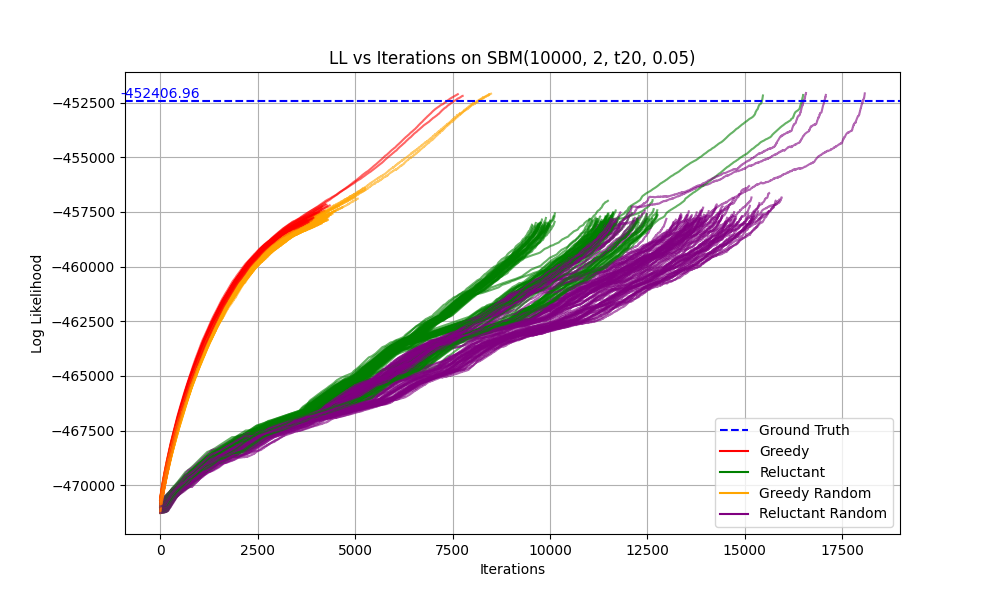 LL vs Iterations on SBM(10000, 2, t20, 0.05)
-452406.96
−452500
−455000
−457500
−460000
−462500
−465000
−467500
−470000
Log Likelihood
0 2500 5000 7500 10000 12500 15000 17500
Iterations
Ground Truth
Greedy
Reluctant
Greedy Random
Reluctant Random